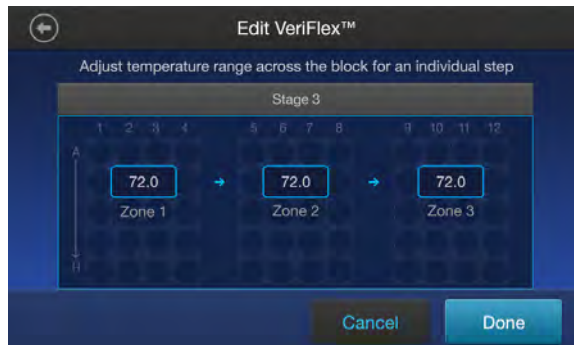 Edit VeriFlex™
Adjust temperature range across the block for an individual step
Stage 3
1 2 3 4 5 6 7 8 9 10 11 12
A
72.0 → 72.0 → 72.0
Zone 1 Zone 2 Zone 3
H
Cancel Done